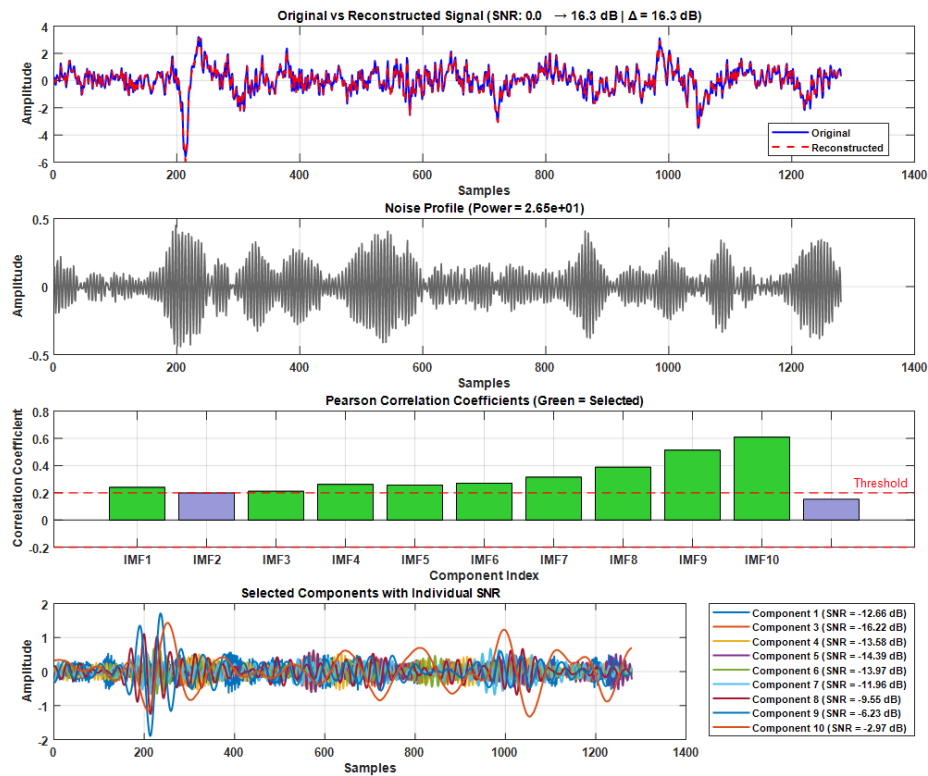 Original vs Reconstructed Signal (SNR: 0.0 → 16.3 dB | Δ = 16.3 dB)
Amplitude
4
2
0
-2
-4
-6
0 200 400 600 800 1000 1200 1400
Samples
Original
Reconstructed
Noise Profile (Power = 2.65e+01)
Amplitude
0.5
0
-0.5
0 200 400 600 800 1000 1200 1400
Samples
Pearson Correlation Coefficients (Green = Selected)
Correlation Coefficient
0.8
0.6
0.4
0.2
0
-0.2
Threshold
IMF1 IMF2 IMF3 IMF4 IMF5 IMF6 IMF7 IMF8 IMF9 IMF10
Component Index
Selected Components with Individual SNR
Amplitude
2
1
0
-1
-2
0 200 400 600 800 1000 1200 1400
Samples
Component 1 (SNR = -12.66 dB)
Component 3 (SNR = -16.22 dB)
Component 4 (SNR = -13.58 dB)
Component 5 (SNR = -14.39 dB)
Component 6 (SNR = -13.97 dB)
Component 7 (SNR = -11.96 dB)
Component 8 (SNR = -9.55 dB)
Component 9 (SNR = -6.23 dB)
Component 10 (SNR = -2.97 dB)